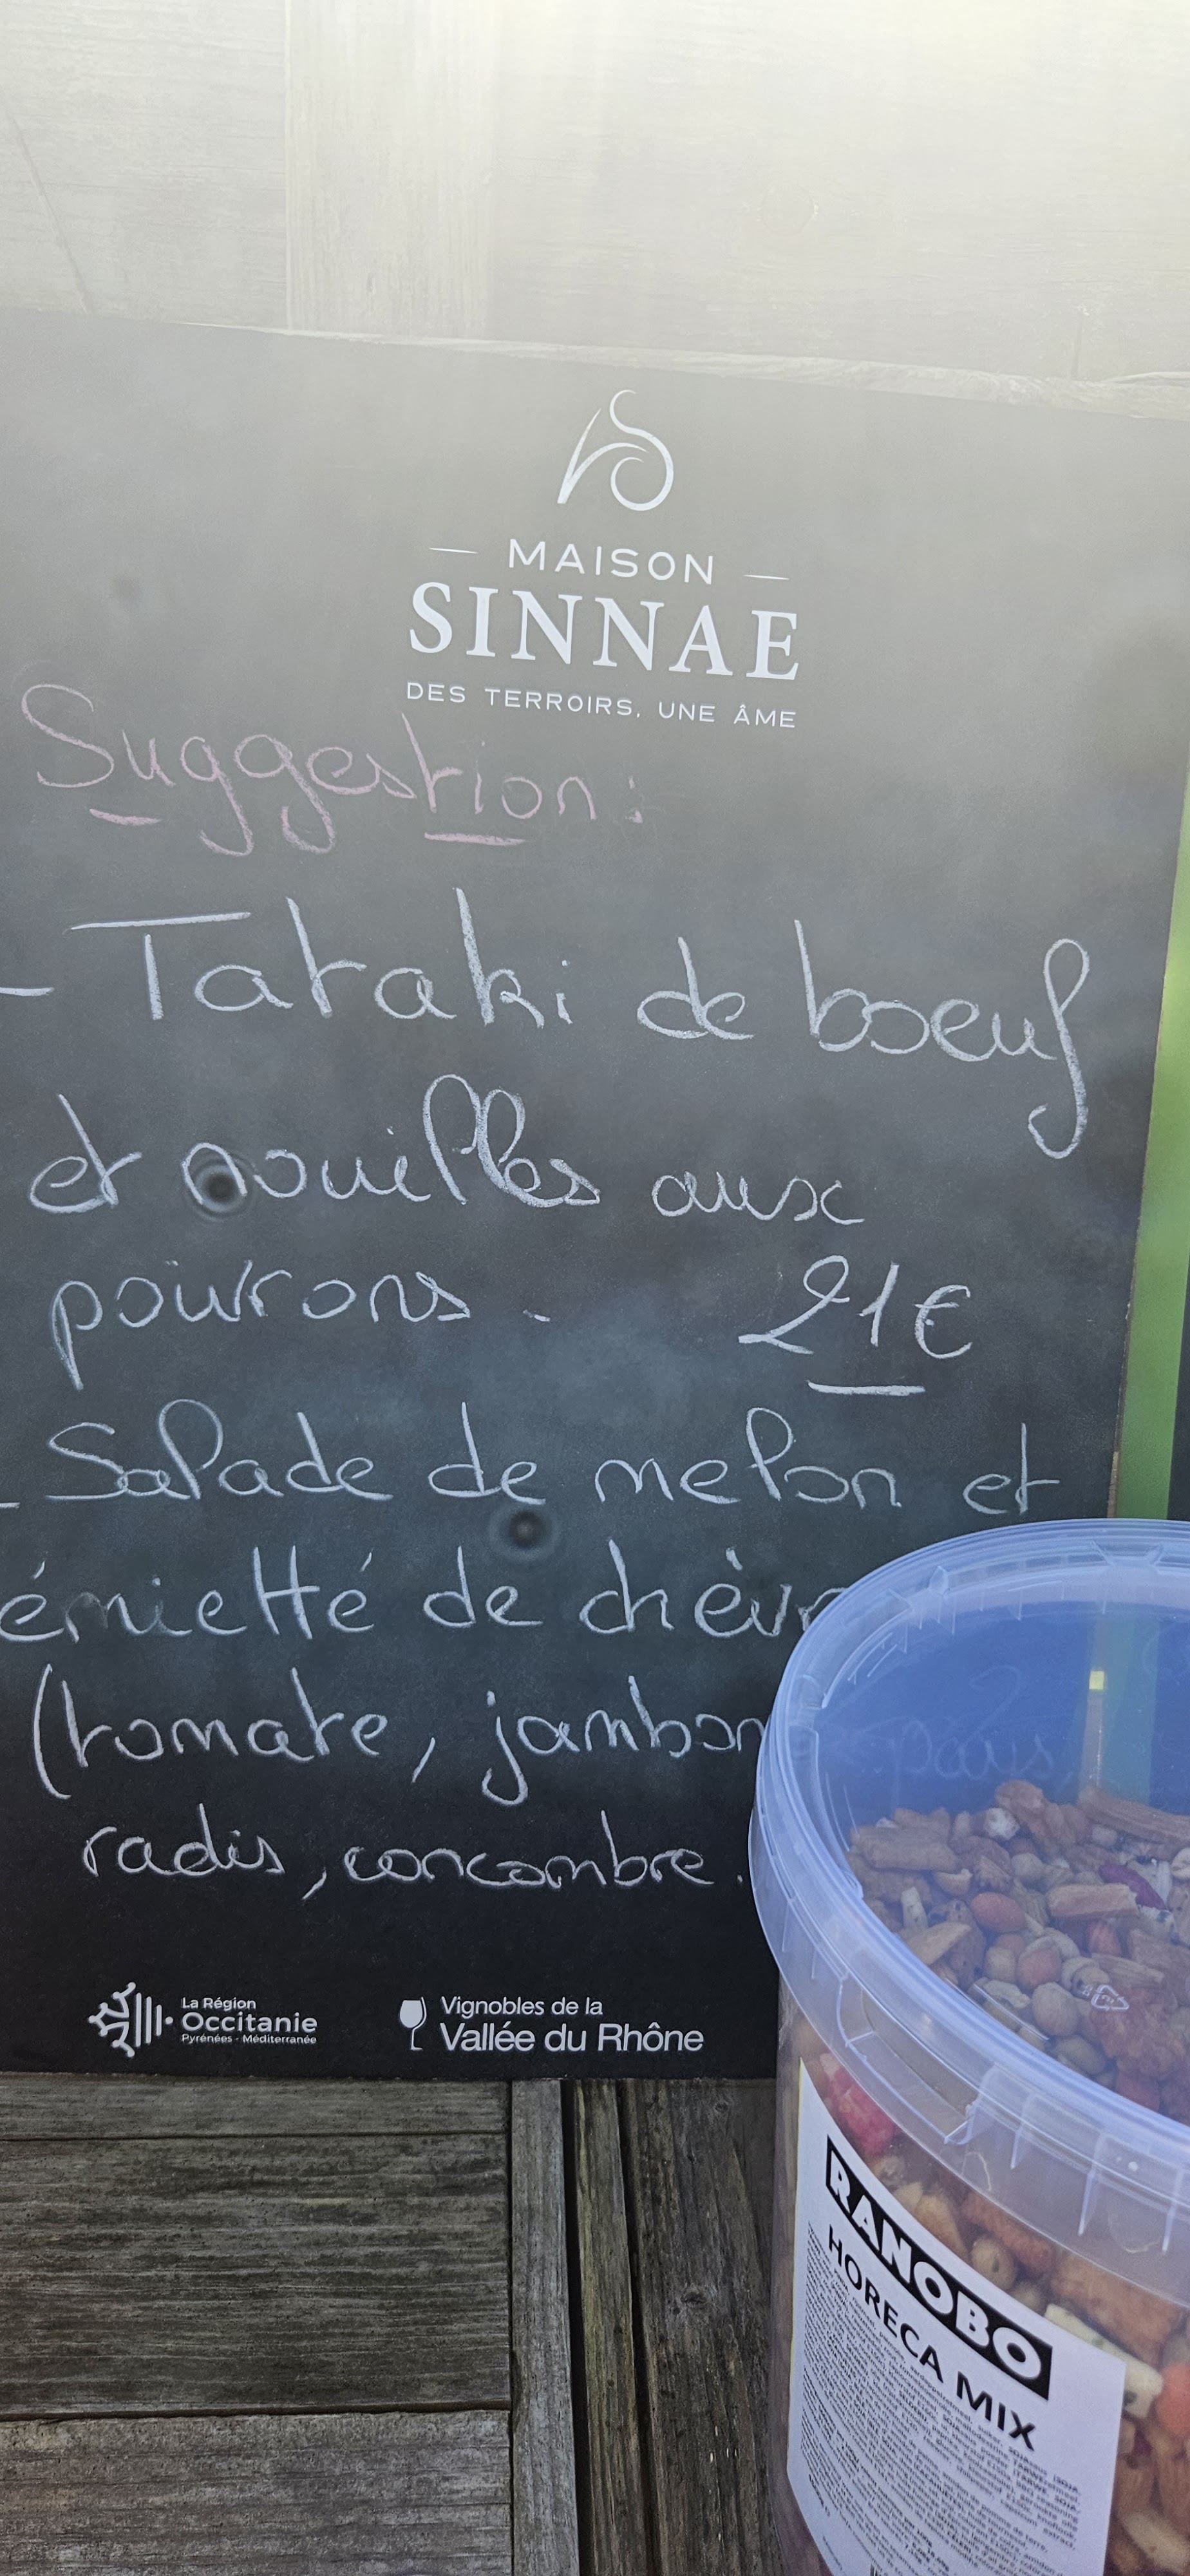 MAISON
SINNAE
DES TERROIRS, UNE ÂME
Suggestion:
- Tataki de boeuf
et nouilles aux
poivrons - 21€
- Salade de melon et
émietté de chèvr
(tomate, jambon pays,
radis, concombre.
La Région
Occitanie
Pyrénées - Méditerranée
Vignobles de la
Vallée du Rhône
RANOBO
HORECA MIX